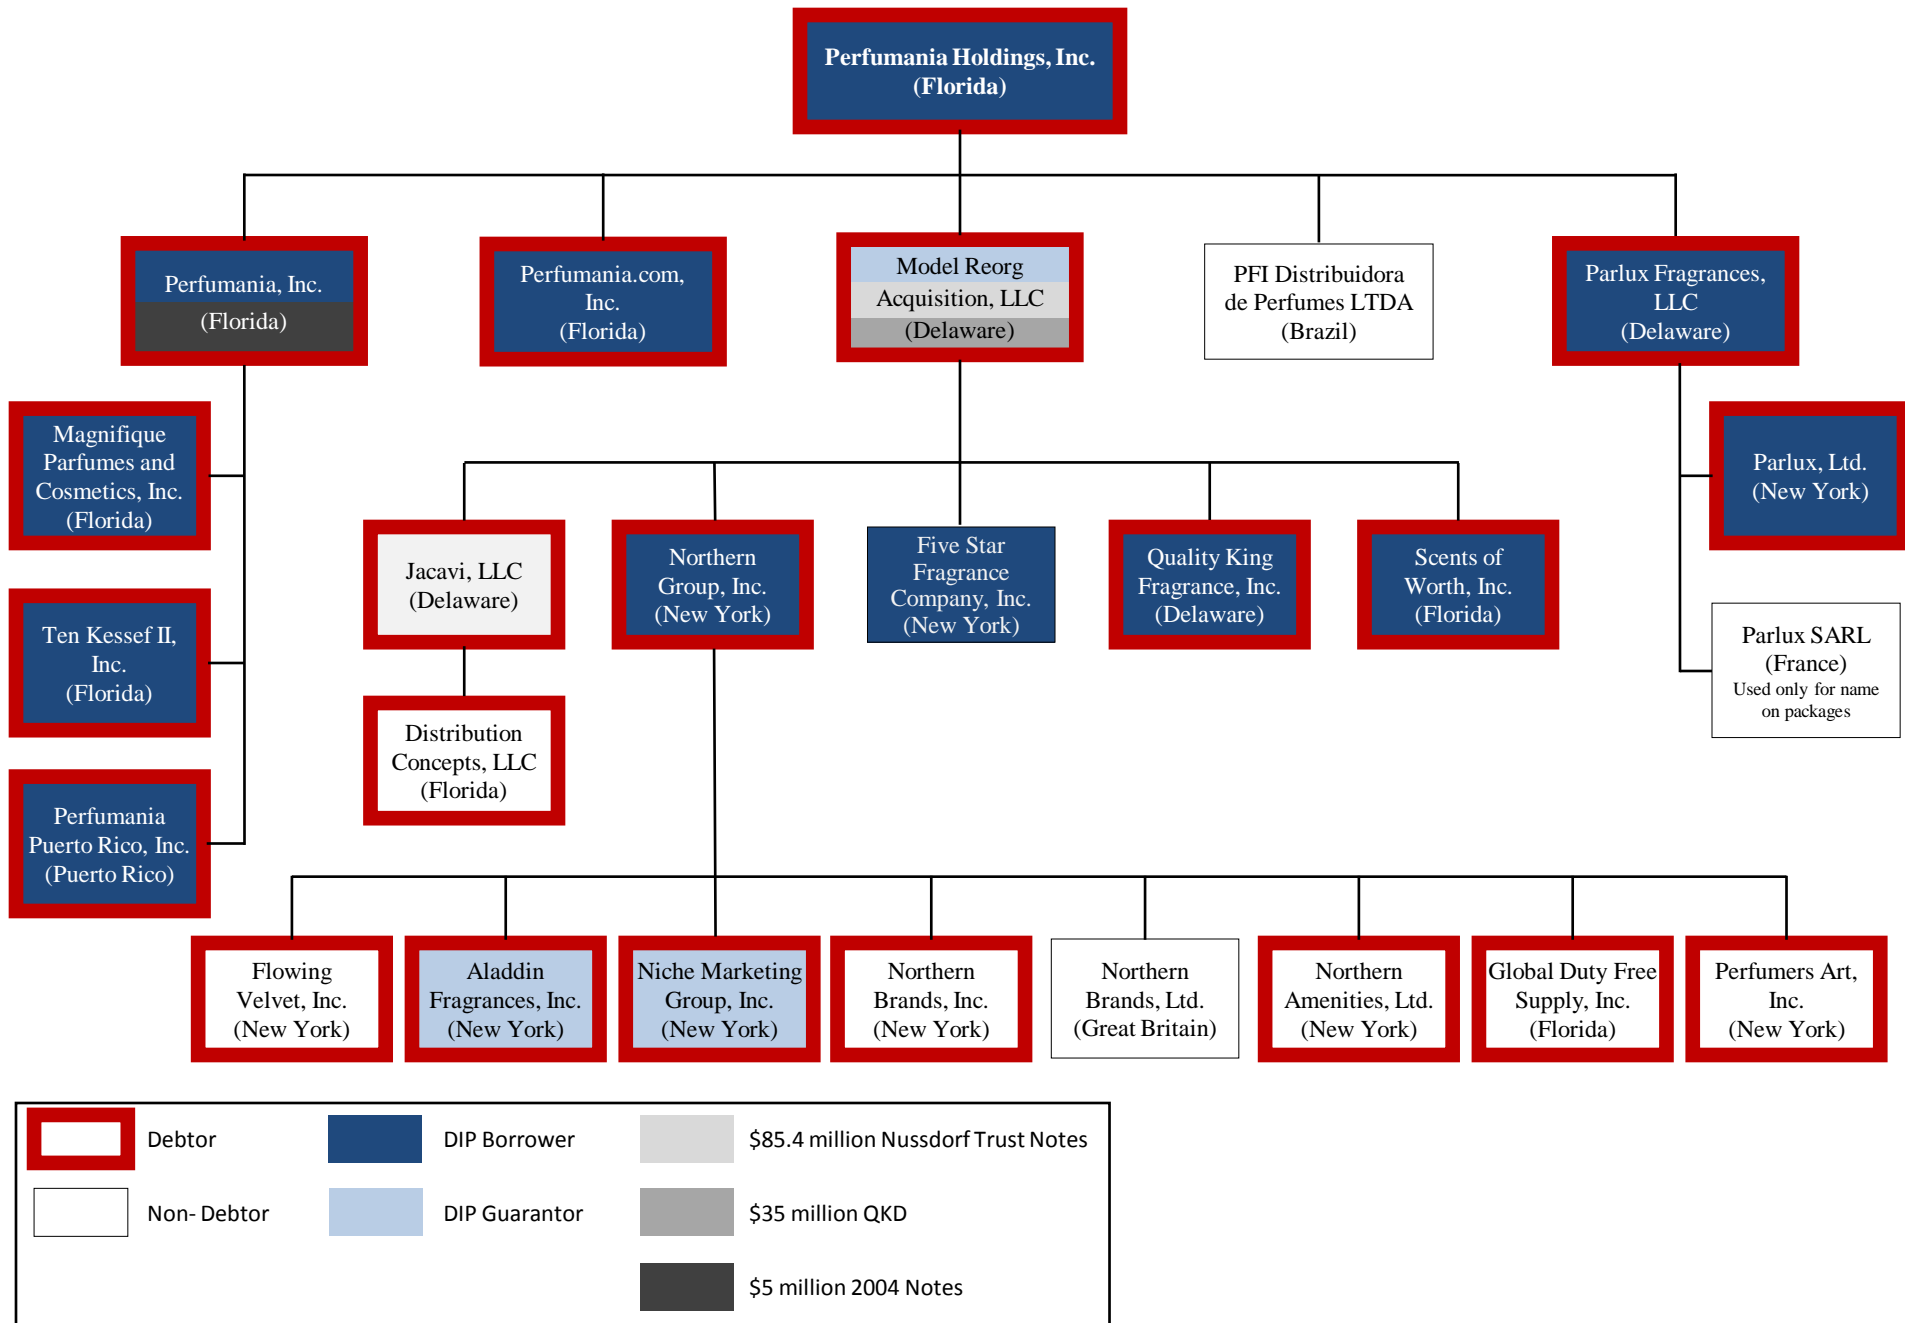 Perfumania Holdings, Inc.
(Florida)
Perfumania, Inc.
(Florida)
Perfumania.com,
Inc.
(Florida)
Model Reorg
Acquisition, LLC
(Delaware)
PFI Distribuidora
de Perfumes LTDA
(Brazil)
Parlux Fragrances,
LLC
(Delaware)
Magnifique
Parfumes and
Cosmetics, Inc.
(Florida)
Parlux, Ltd.
(New York)
Jacavi, LLC
(Delaware)
Northern
Group, Inc.
(New York)
Five Star
Fragrance
Company, Inc.
(New York)
Quality King
Fragrance, Inc.
(Delaware)
Scents of
Worth, Inc.
(Florida)
Ten Kessef II,
Inc.
(Florida)
Parlux SARL
(France)
Used only for name
on packages
Distribution
Concepts, LLC
(Florida)
Perfumania
Puerto Rico, Inc.
(Puerto Rico)
Flowing
Velvet, Inc.
(New York)
Aladdin
Fragrances, Inc.
(New York)
Niche Marketing
Group, Inc.
(New York)
Northern
Brands, Inc.
(New York)
Northern
Brands, Ltd.
(Great Britain)
Northern
Amenities, Ltd.
(New York)
Global Duty Free
Supply, Inc.
(Florida)
Perfumers Art,
Inc.
(New York)
Debtor
DIP Borrower
$85.4 million Nussdorf Trust Notes
Non- Debtor
DIP Guarantor
$35 million QKD
$5 million 2004 Notes